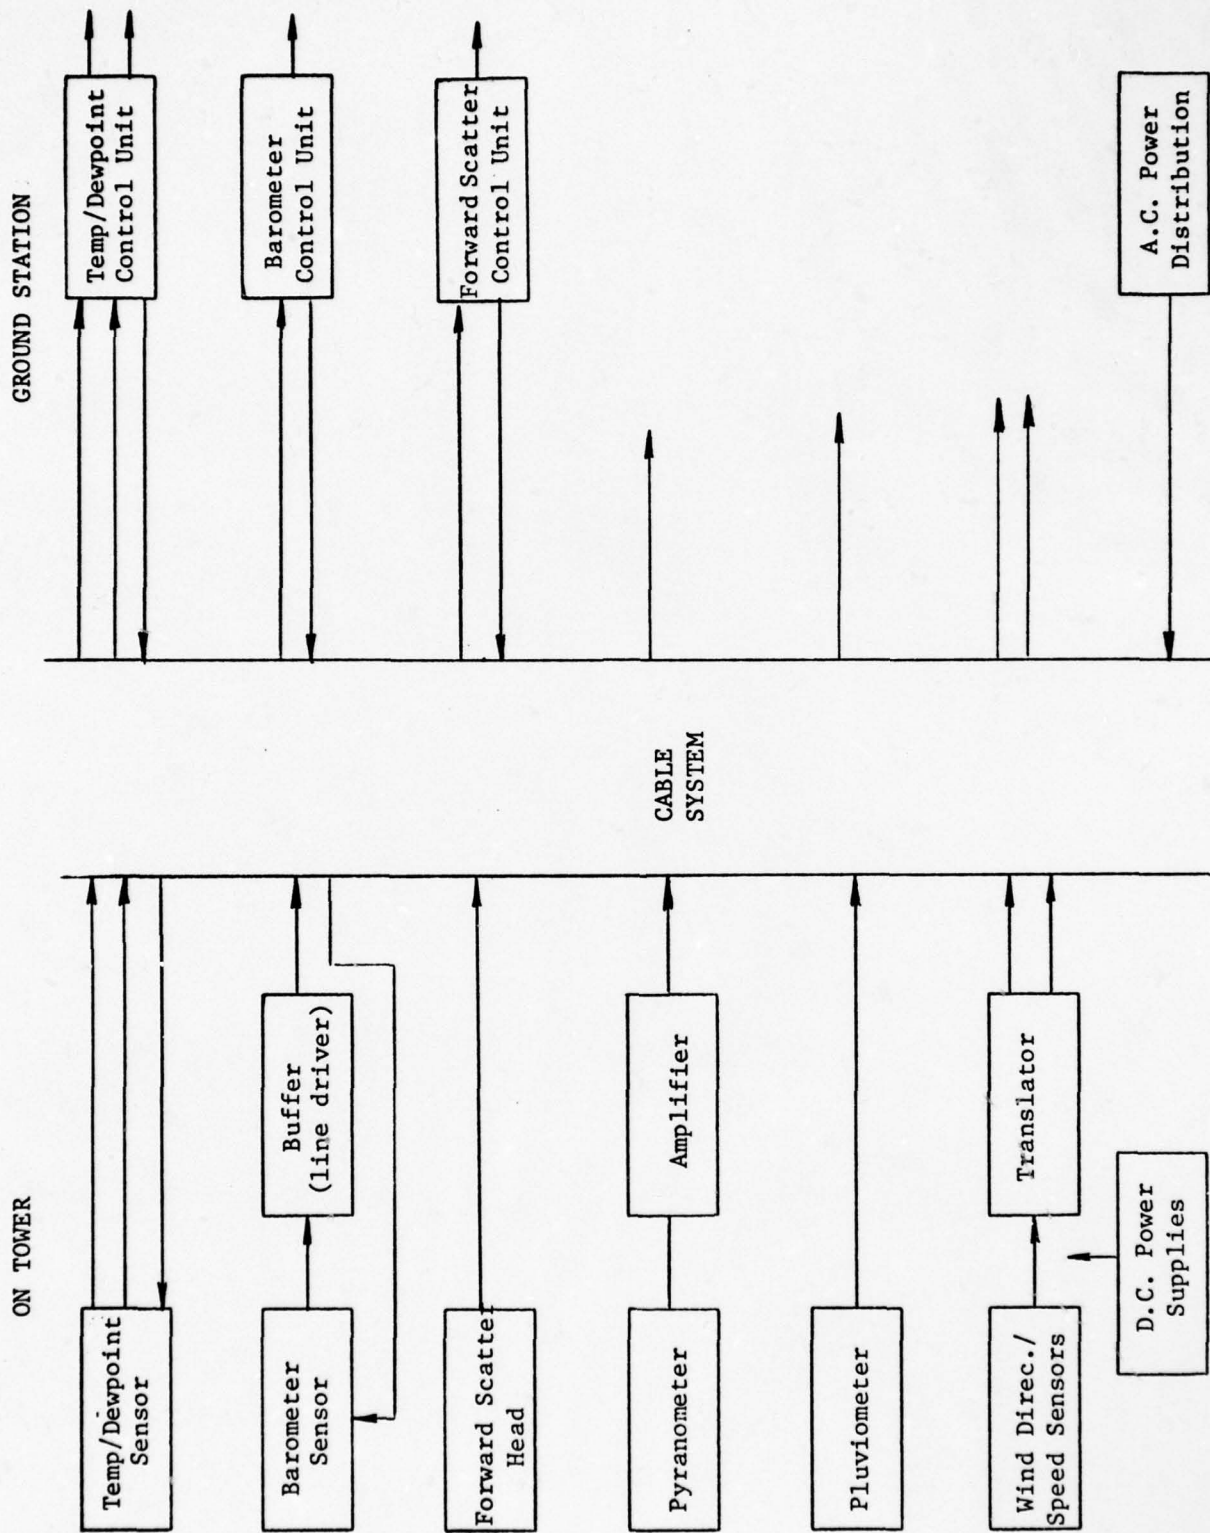 ON TOWER
GROUND STATION
Temp/Dewpoint
Sensor
Temp/Dewpoint
Control Unit
Barometer
Sensor
Buffer
(line driver)
Barometer
Control Unit
Forward Scatter
Head
Forward Scatter
Control Unit
CABLE
SYSTEM
Pyranometer
Amplifier
Pluviometer
Wind Direc./
Speed Sensors
Translator
D.C. Power
Supplies
A.C. Power
Distribution